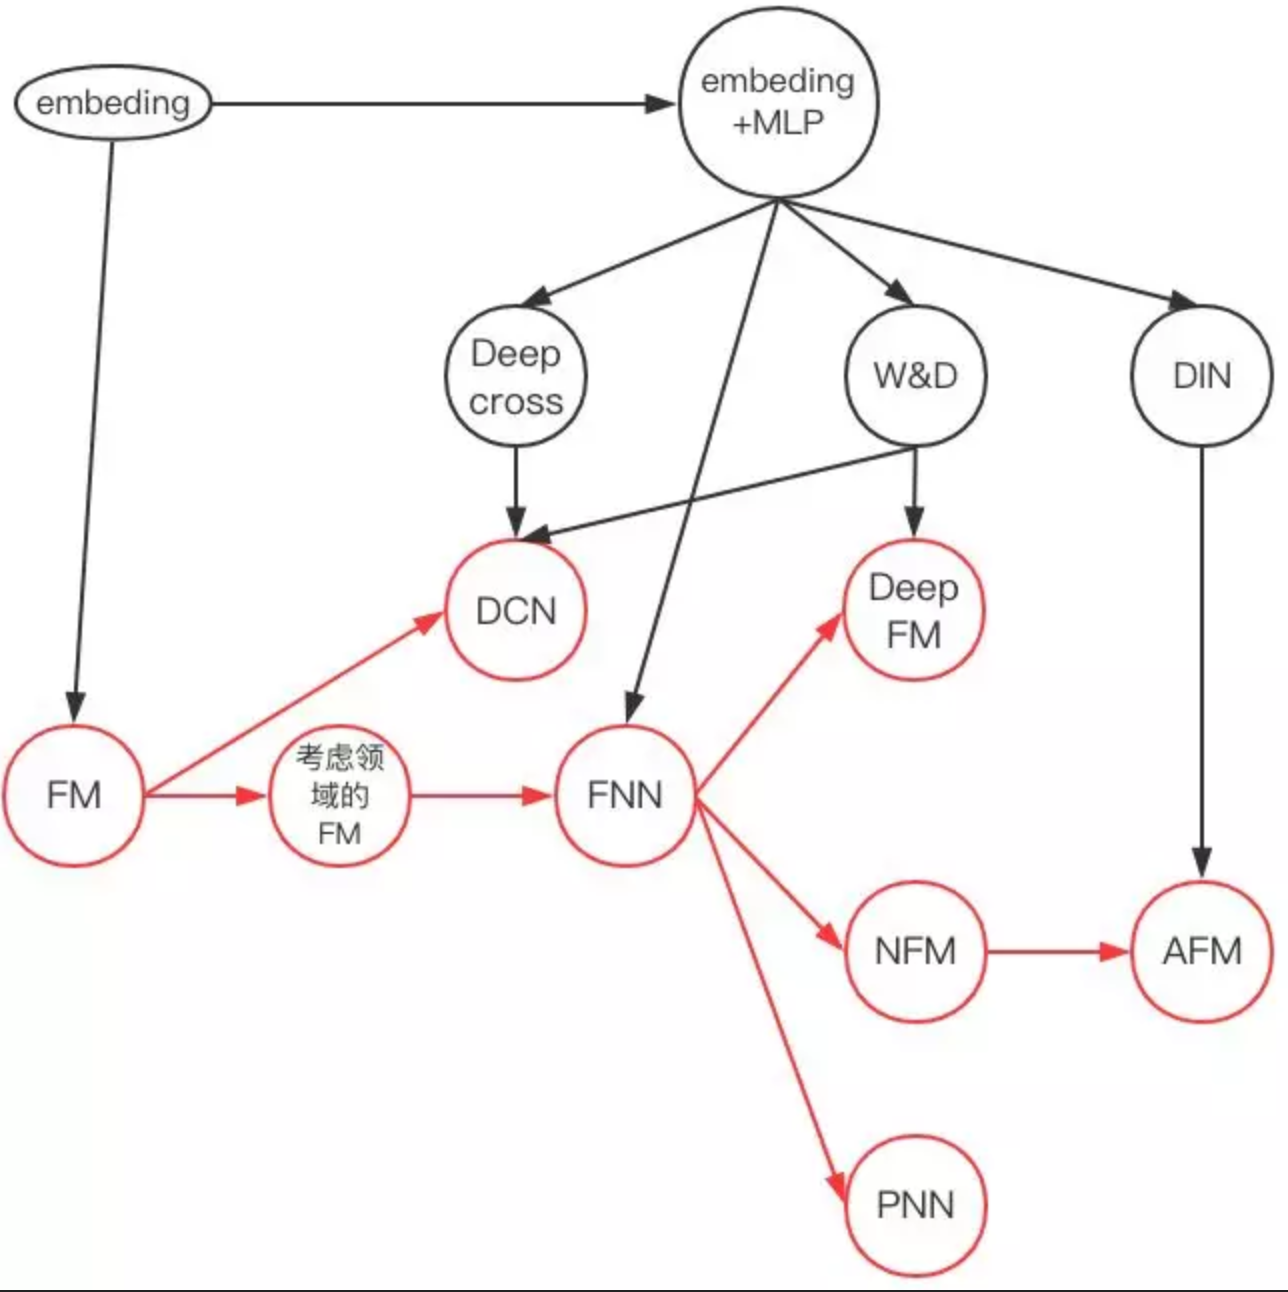 embeding
embeding
+MLP
Deep
cross
W&D
DIN
DCN
Deep
FM
FM
考虑领
域的
FM
FNN
NFM
AFM
PNN